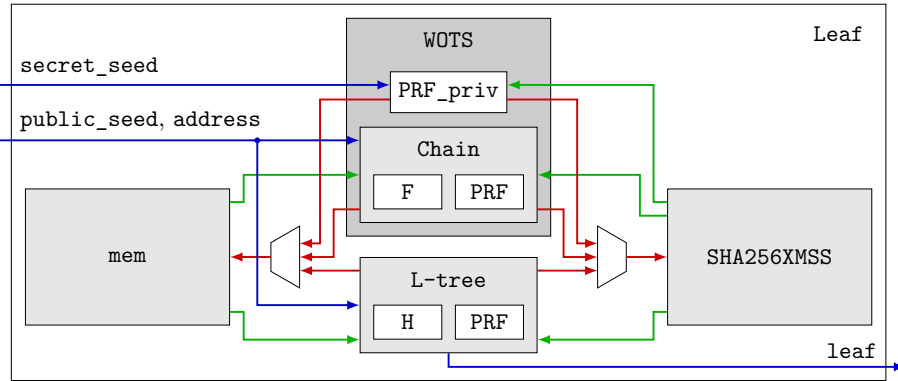 WOTS
Leaf
secret_seed
PRF_priv
public_seed, address
Chain
F PRF
mem
SHA256XMSS
L-tree
H PRF
leaf